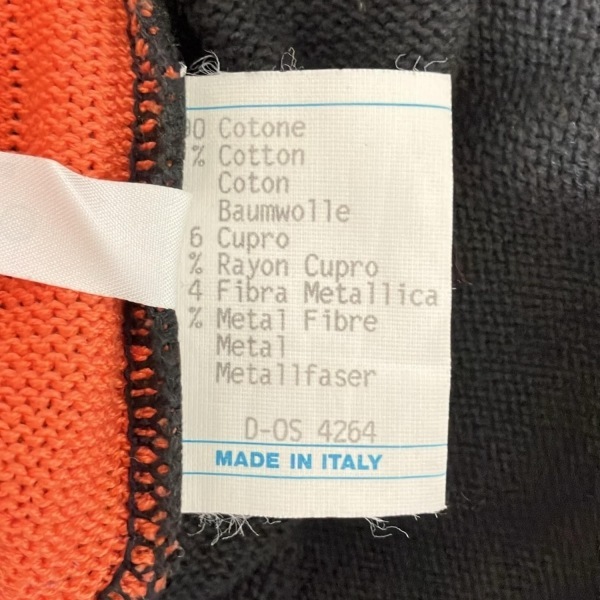 90 Cotone
% Cotton
Coton
Baumwolle
6 Cupro
% Rayon Cupro
4 Fibra Metallica
% Metal Fibre
Metal
Metallfaser
D-OS 4264
MADE IN ITALY